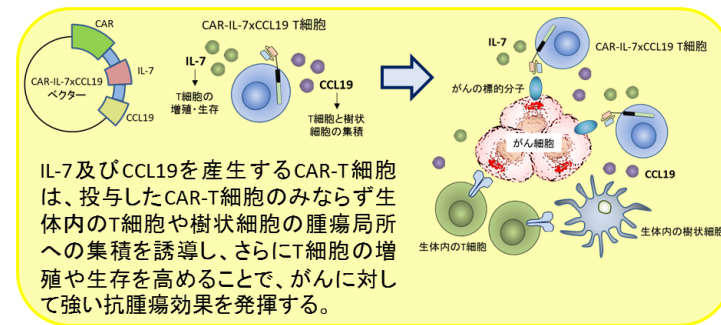 CAR
IL-7
CAR-IL-7xCCL19
ベクター
CCL19
CAR-IL-7xCCL19 T細胞
IL-7
T細胞の
増殖・生存
CCL19
T細胞と樹状
細胞の集積
IL-7
CAR-IL-7xCCL19 T細胞
がんの標的分子
がん細胞
CCL19
生体内のT細胞
生体内の樹状細胞
IL-7及びCCL19を産生するCAR-T細胞
は、投与したCAR-T細胞のみならず生
体内のT細胞や樹状細胞の腫瘍局所
への集積を誘導し、さらにT細胞の増
殖や生存を高めることで、がんに対し
て強い抗腫瘍効果を発揮する。